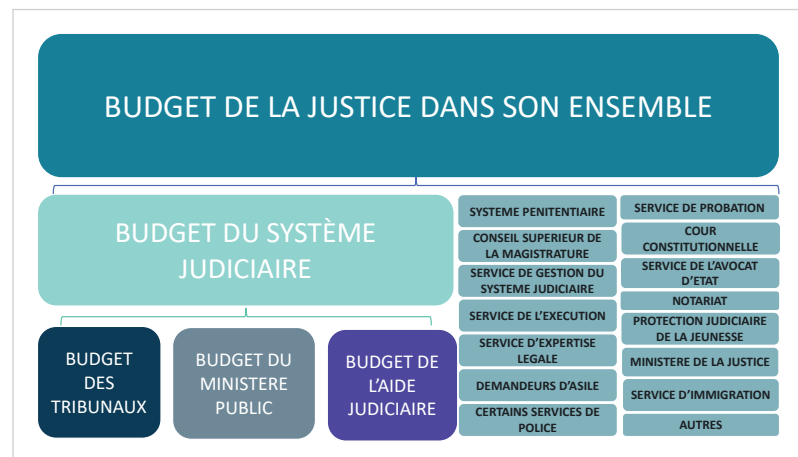 BUDGET DE LA JUSTICE DANS SON ENSEMBLE
BUDGET DU SYSTÈME
JUDICIAIRE
BUDGET
DES
TRIBUNAUX
BUDGET DU
MINISTERE
PUBLIC
BUDGET DE
L'AIDE
JUDICIAIRE
SYSTEME PENITENTIAIRE
CONSEIL SUPERIEUR DE
LA MAGISTRATURE
SERVICE DE GESTION DU
SYSTEME JUDICIAIRE
SERVICE DE L'EXECUTION
SERVICE D'EXPERTISE
LEGALE
DEMANDEURS D'ASILE
CERTAINS SERVICES DE
POLICE
SERVICE DE PROBATION
COUR
CONSTITUTIONNELLE
SERVICE DE L'AVOCAT
D'ETAT
NOTARIAT
PROTECTION JUDICIAIRE
DE LA JEUNESSE
MINISTERE DE LA JUSTICE
SERVICE D'IMMIGRATION
AUTRES